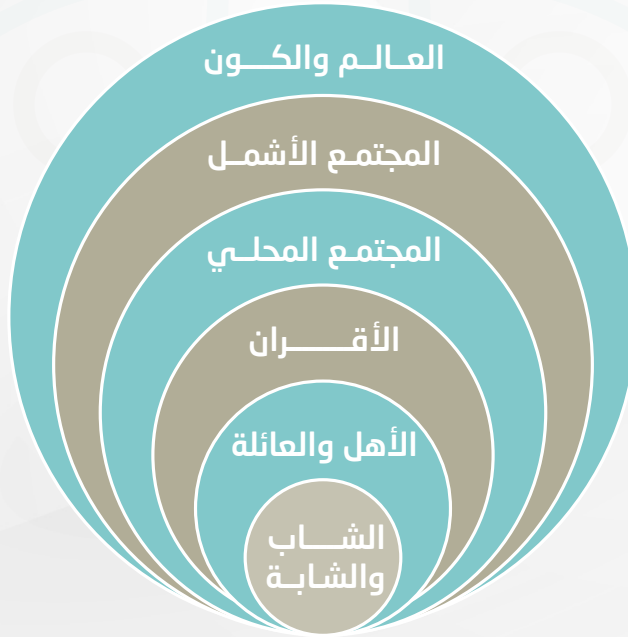 العالم والكون
المجتمع الأشمل
المجتمع المحلي
الأقران
الأهل والعائلة
الشاب
والشابة